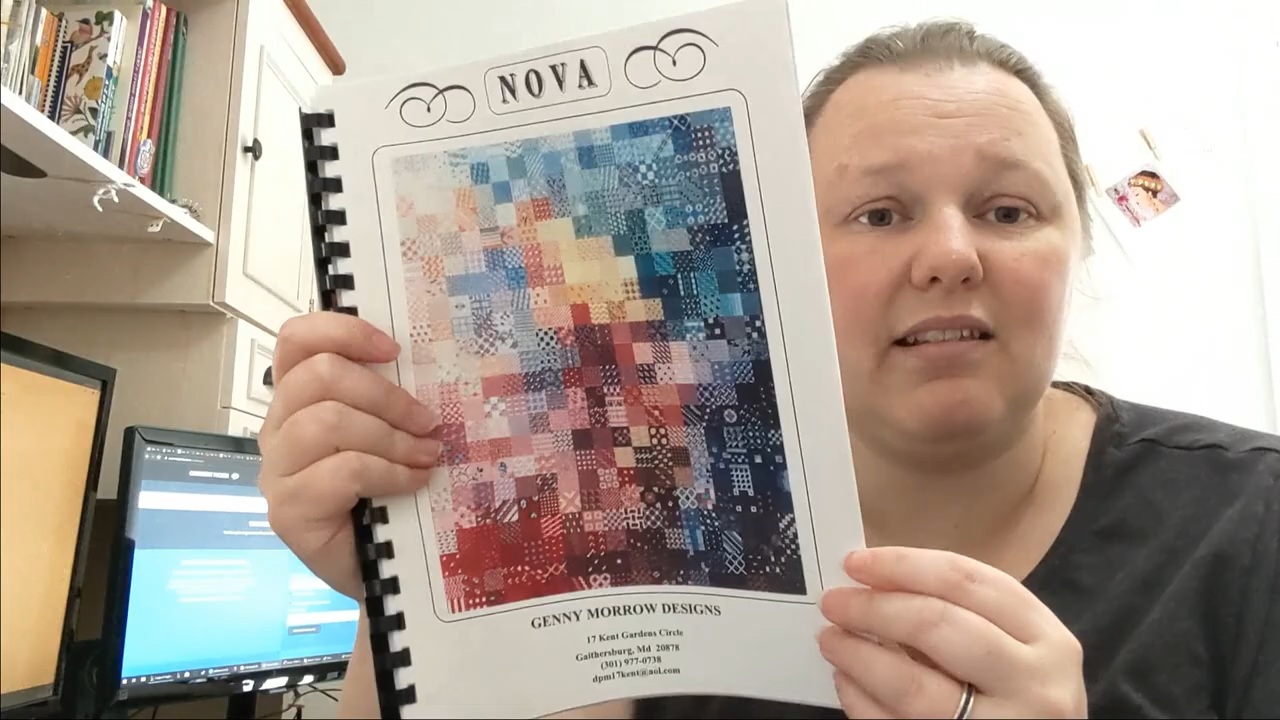 NOVA
GENNY MORROW DESIGNS
17 Kent Gardens Circle
Gaithersburg, Md 20878
(301) 977-0738
dpm17kent@aol.com